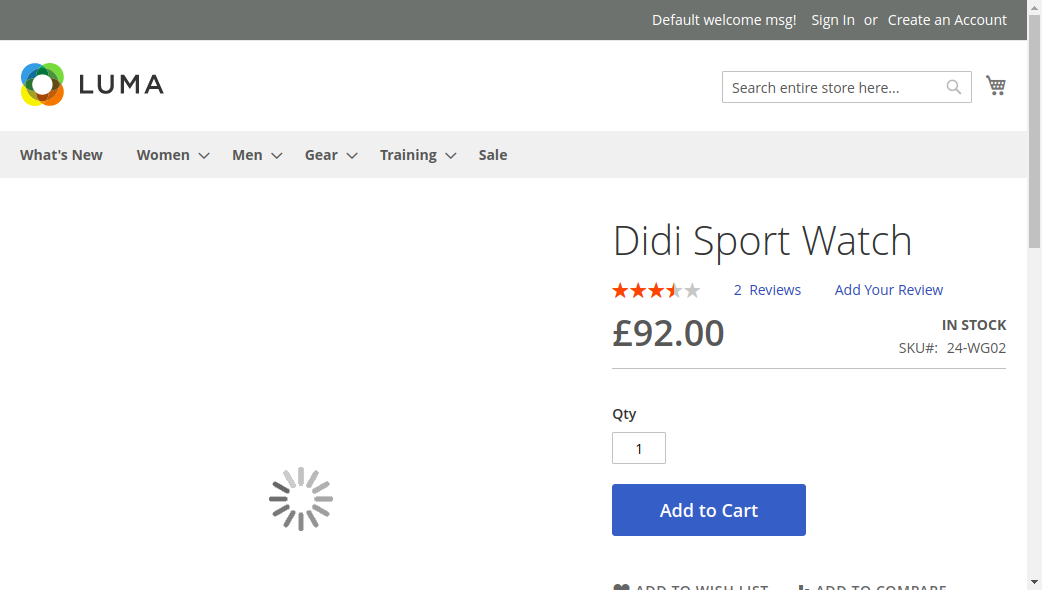 Default welcome msg! Sign In or Create an Account
LUMA
Search entire store here...
What's New Women Men Gear Training Sale
Didi Sport Watch
2 Reviews Add Your Review
£92.00
IN STOCK
SKU#: 24-WG02
Qty
1
Add to Cart
ADD TO WISH LIST ADD TO COMPARE